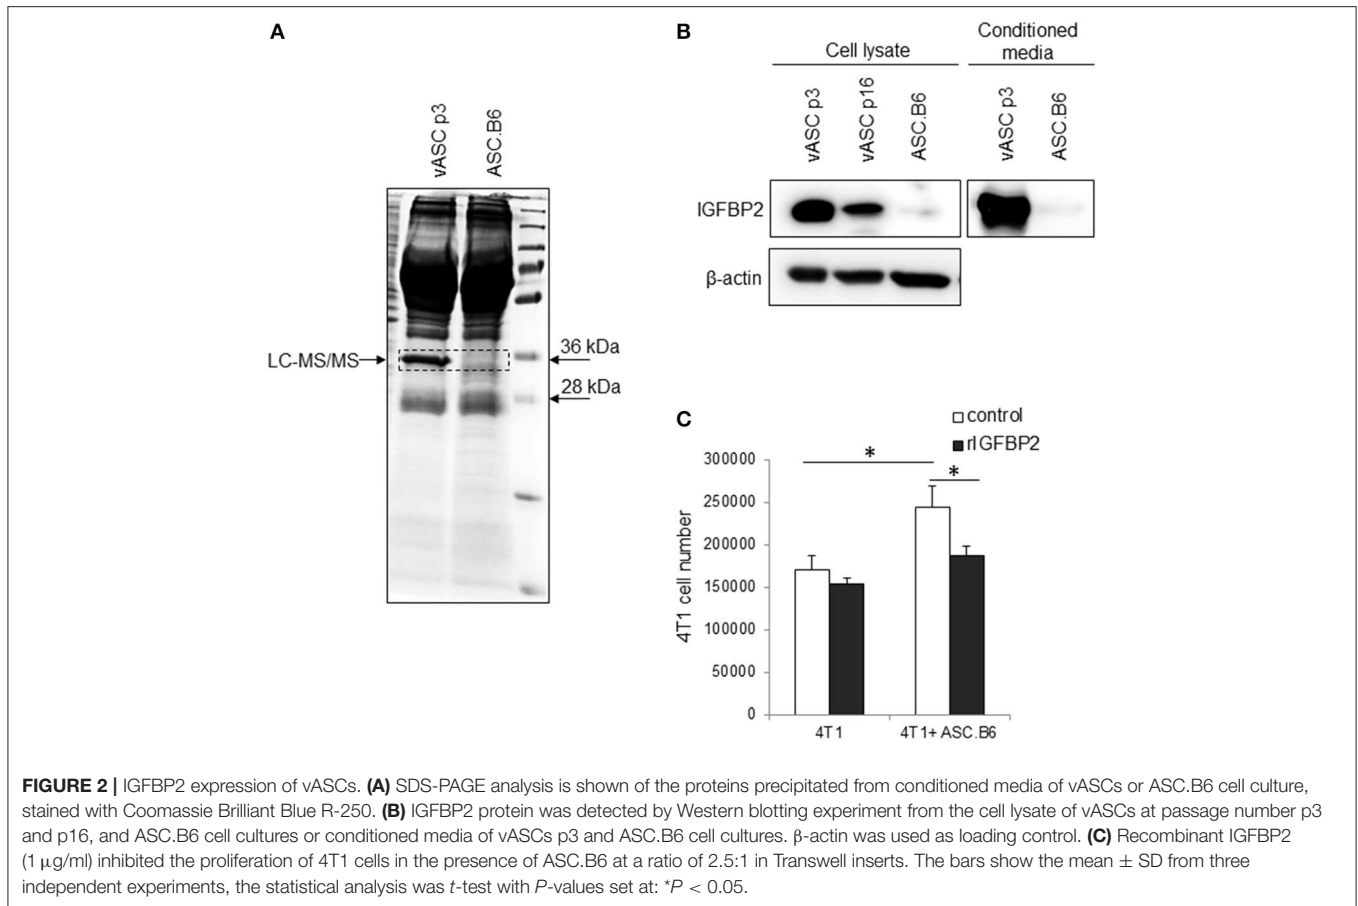 A
vASC p3
ASC.B6
LC-MS/MS
36 kDa
28 kDa
B
Cell lysate
Conditioned
media
vASC p3
vASC p16
ASC.B6
vASC p3
ASC.B6
IGFBP2
β-actin
C
control
rIGFBP2
*
*
300000
250000
200000
150000
100000
50000
0
4T1 cell number
4T1
4T1+ ASC.B6
FIGURE 2 | IGFBP2 expression of vASCs. (A) SDS-PAGE analysis is shown of the proteins precipitated from conditioned media of vASCs or ASC.B6 cell culture,
stained with Coomassie Brilliant Blue R-250. (B) IGFBP2 protein was detected by Western blotting experiment from the cell lysate of vASCs at passage number p3
and p16, and ASC.B6 cell cultures or conditioned media of vASCs p3 and ASC.B6 cell cultures. β-actin was used as loading control. (C) Recombinant IGFBP2
(1 μg/ml) inhibited the proliferation of 4T1 cells in the presence of ASC.B6 at a ratio of 2.5:1 in Transwell inserts. The bars show the mean ± SD from three
independent experiments, the statistical analysis was t-test with P-values set at: *P < 0.05.